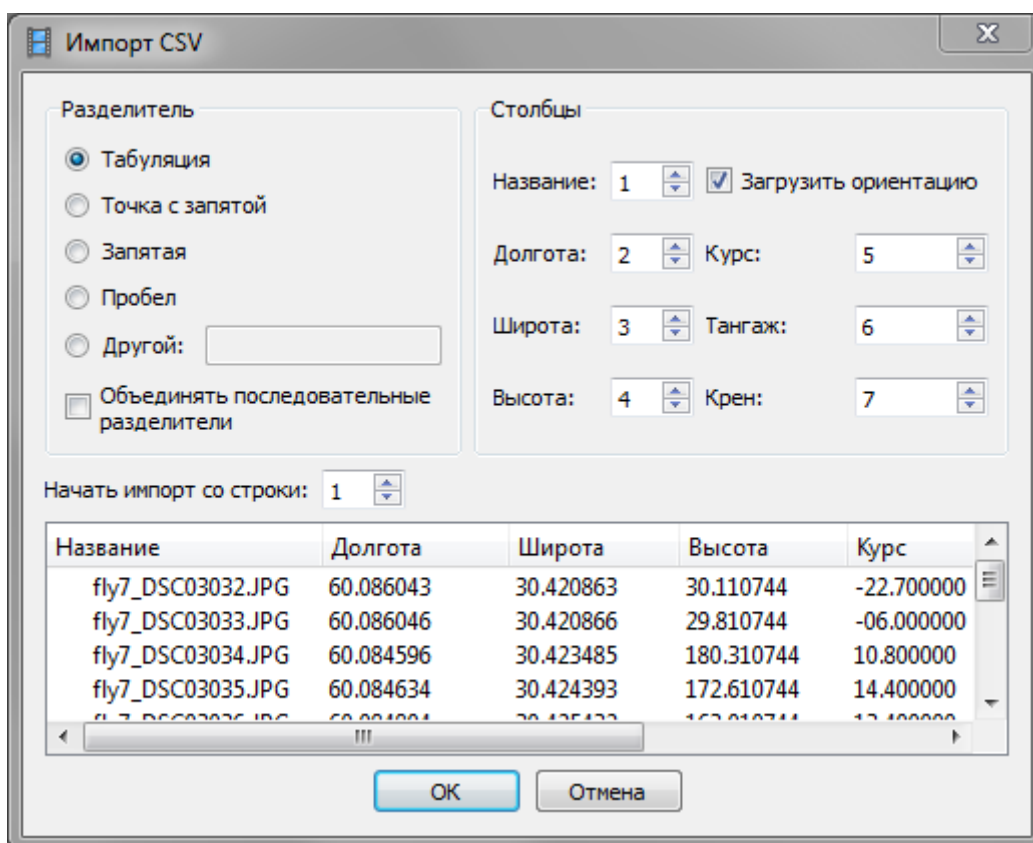 Импорт CSV
Разделитель
Табуляция
Точка с запятой
Запятая
Пробел
Другой:
Объединять последовательные
разделители
Столбцы
Название: 1 Загрузить ориентацию
Долгота: 2 Курс: 5
Широта: 3 Тангаж: 6
Высота: 4 Крен: 7
Начать импорт со строки: 1
Название Долгота Широта Высота Курс
fly7_DSC03032.JPG 60.086043 30.420863 30.110744 -22.700000
fly7_DSC03033.JPG 60.086046 30.420866 29.810744 -06.000000
fly7_DSC03034.JPG 60.084596 30.423485 180.310744 10.800000
fly7_DSC03035.JPG 60.084634 30.424393 172.610744 14.400000
OK Отмена